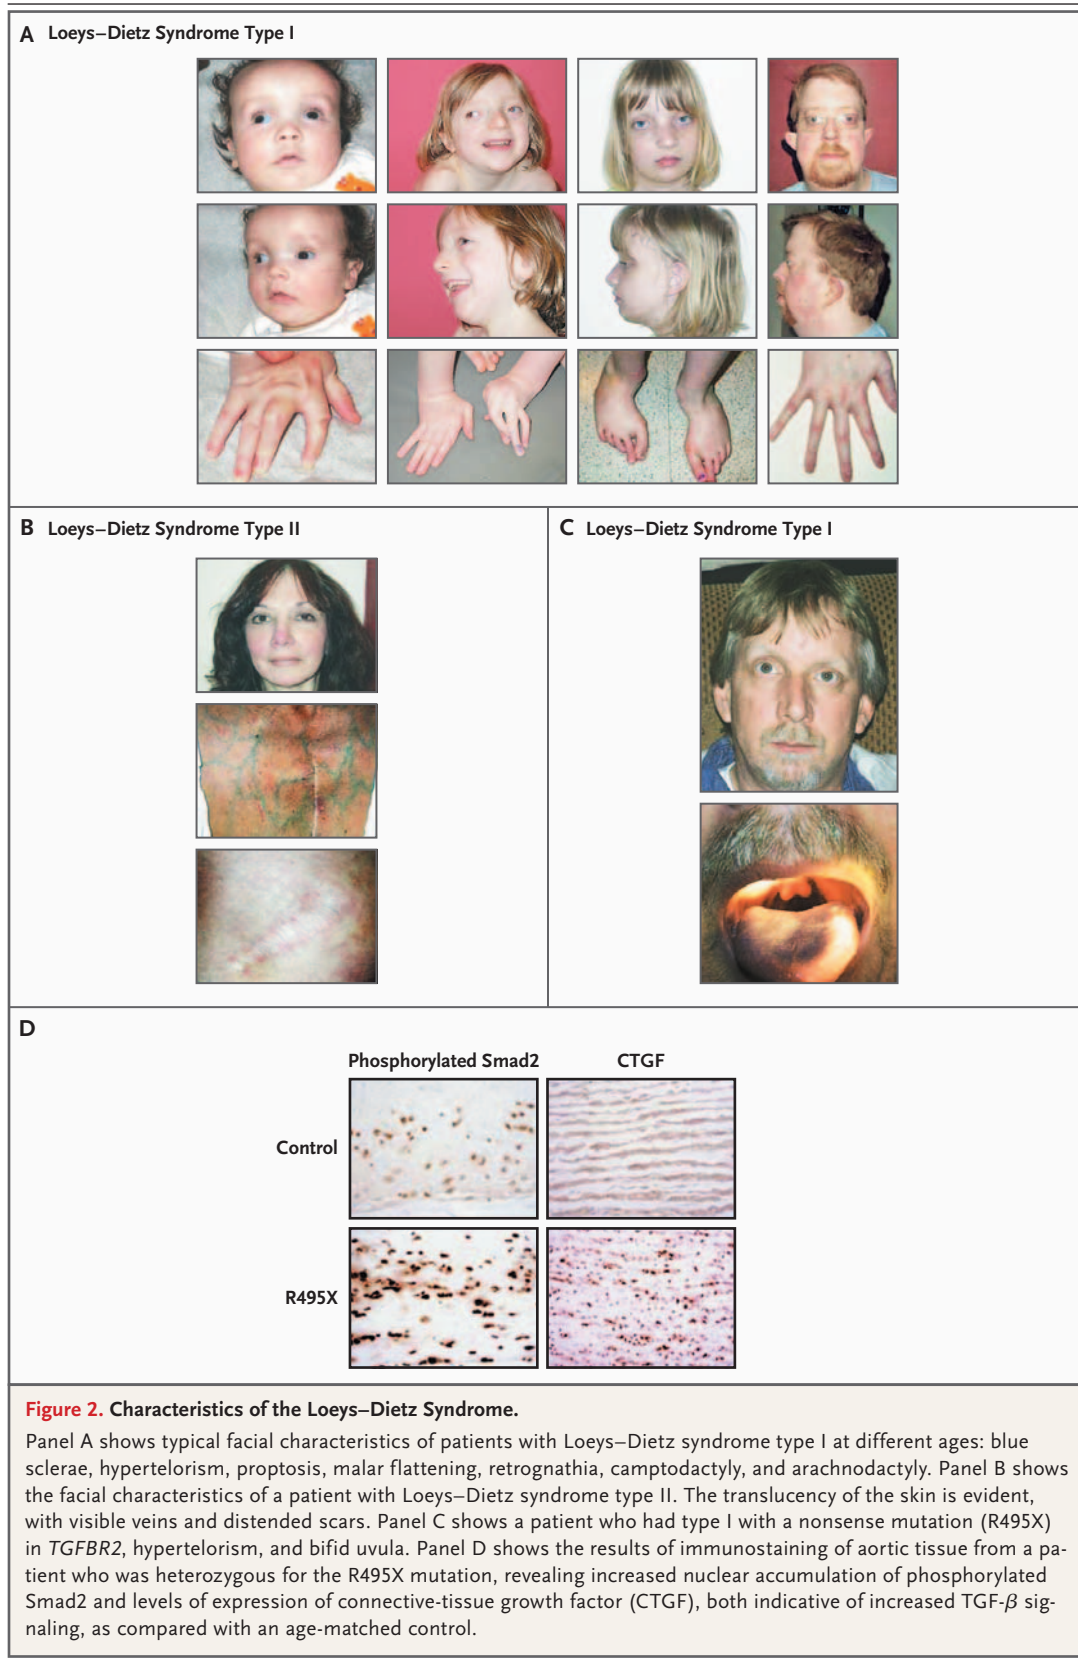 A Loeys–Dietz Syndrome Type I
B Loeys–Dietz Syndrome Type II
C Loeys–Dietz Syndrome Type I
D
Phosphorylated Smad2 CTGF
Control
R495X
Figure 2. Characteristics of the Loeys–Dietz Syndrome.
Panel A shows typical facial characteristics of patients with Loeys–Dietz syndrome type I at different ages: blue
sclerae, hypertelorism, proptosis, malar flattening, retrognathia, camptodactyly, and arachnodactyly. Panel B shows
the facial characteristics of a patient with Loeys–Dietz syndrome type II. The translucency of the skin is evident,
with visible veins and distended scars. Panel C shows a patient who had type I with a nonsense mutation (R495X)
in TGFBR2, hypertelorism, and bifid uvula. Panel D shows the results of immunostaining of aortic tissue from a pa-
tient who was heterozygous for the R495X mutation, revealing increased nuclear accumulation of phosphorylated
Smad2 and levels of expression of connective-tissue growth factor (CTGF), both indicative of increased TGF-β sig-
naling, as compared with an age-matched control.